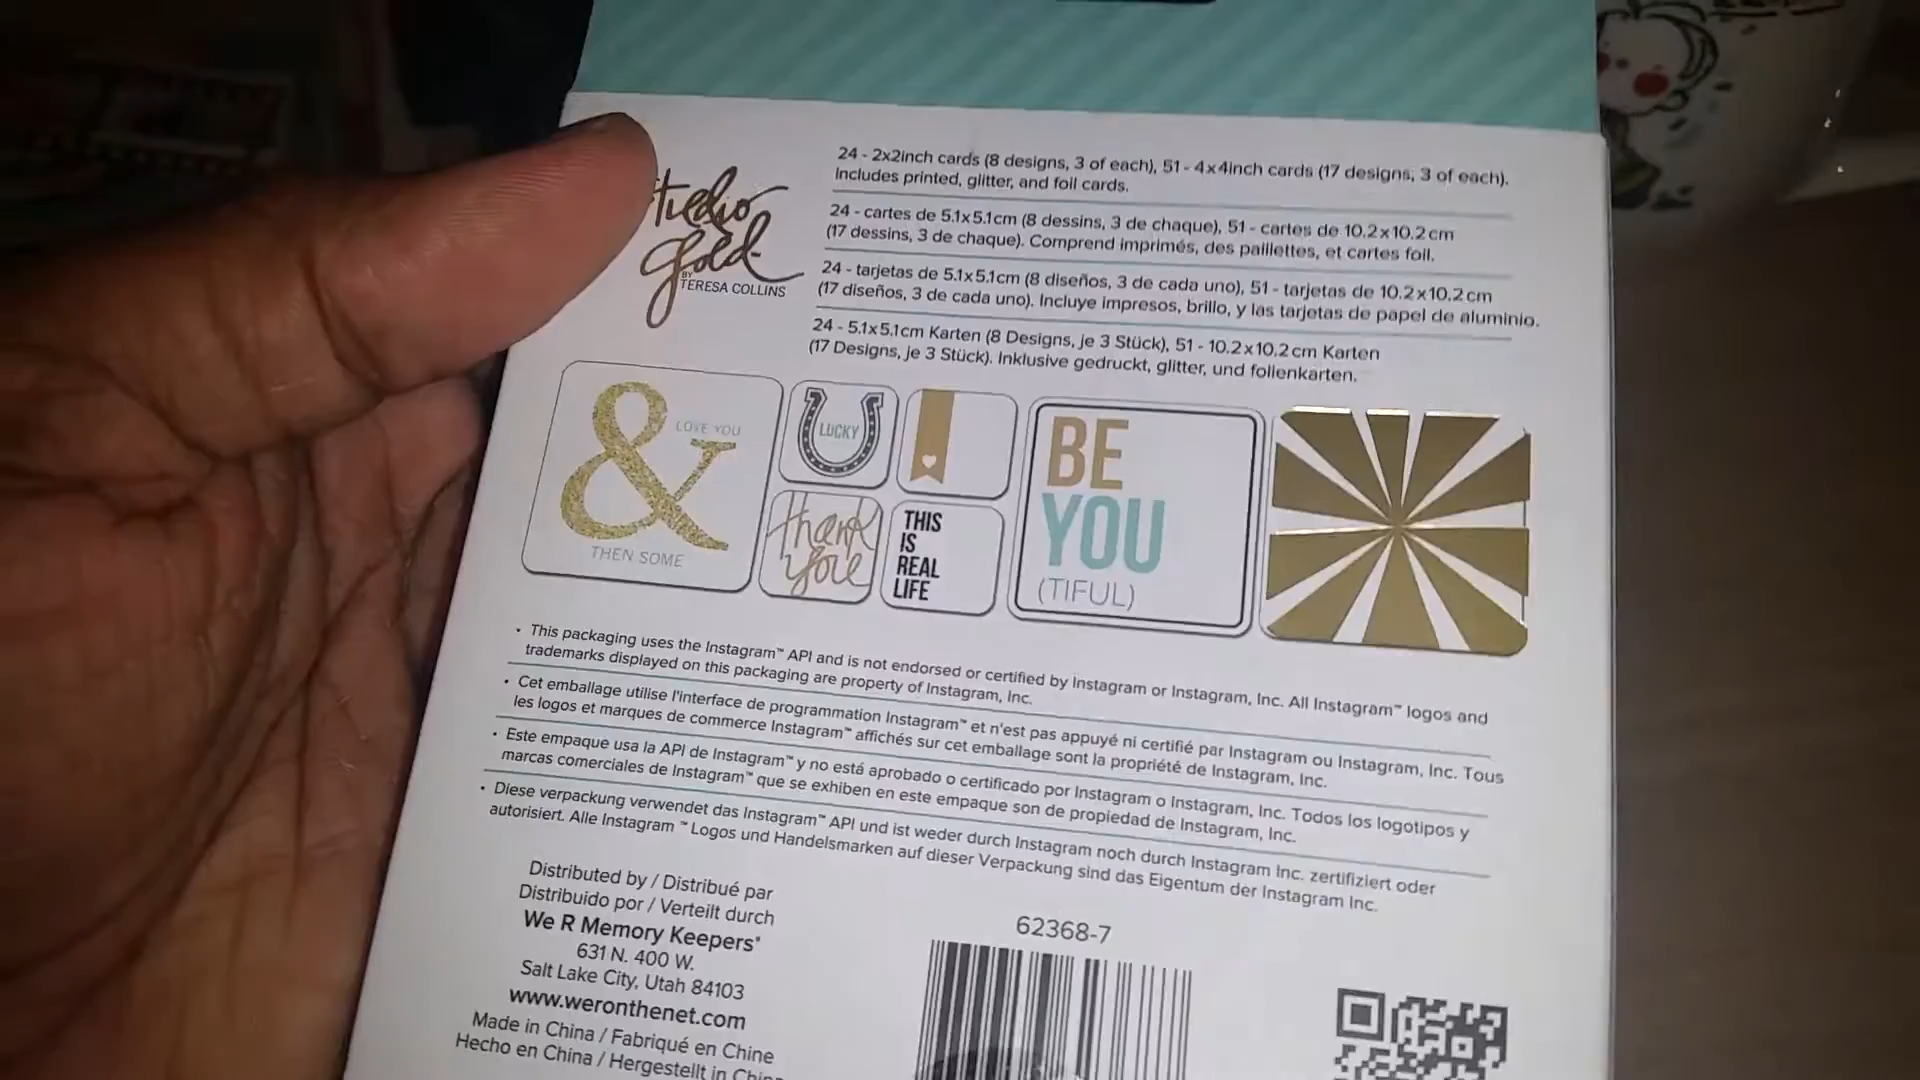 Studio
gold
BY
TERESA COLLINS
24 - 2x2inch cards (8 designs, 3 of each), 51 - 4x4inch cards (17 designs, 3 of each).
Includes printed, glitter, and foil cards.
24 - cartes de 5.1x5.1cm (8 dessins, 3 de chaque), 51 - cartes de 10.2x10.2cm
(17 dessins, 3 de chaque). Comprend imprimés, des paillettes, et cartes foil.
24 - tarjetas de 5.1x5.1cm (8 diseños, 3 de cada uno), 51 - tarjetas de 10.2x10.2cm
(17 diseños, 3 de cada uno). Incluye impresos, brillo, y las tarjetas de papel de aluminio.
24 - 5.1x5.1cm Karten (8 Designs, je 3 Stück), 51 - 10.2x10.2cm Karten
(17 Designs, je 3 Stück). Inklusive gedruckt, glitter, und folienkarten.
LOVE YOU
&
THEN SOME
LUCKY
thank
you
THIS
IS
REAL
LIFE
BE
YOU
(TIFUL)
• This packaging uses the Instagram™ API and is not endorsed or certified by Instagram or Instagram, Inc. All Instagram™ logos and
trademarks displayed on this packaging are property of Instagram, Inc.
• Cet emballage utilise l'interface de programmation Instagram™ et n'est pas appuyé ni certifié par Instagram ou Instagram, Inc. Tous
les logos et marques de commerce Instagram™ affichés sur cet emballage sont la propriété de Instagram, Inc.
• Este empaque usa la API de Instagram™ y no está aprobado o certificado por Instagram o Instagram, Inc. Todos los logotipos y
marcas comerciales de Instagram™ que se exhiben en este empaque son de propiedad de Instagram, Inc.
• Diese verpackung verwendet das Instagram™ API und ist weder durch Instagram noch durch Instagram Inc. zertifiziert oder
autorisiert. Alle Instagram™ Logos und Handelsmarken auf dieser Verpackung sind das Eigentum der Instagram Inc.
Distributed by / Distribué par
Distribuido por / Verteilt durch
We R Memory Keepers®
631 N. 400 W.
Salt Lake City, Utah 84103
www.weronthenet.com
Made in China / Fabriqué en Chine
Hecho en China / Hergestellt in China
62368-7